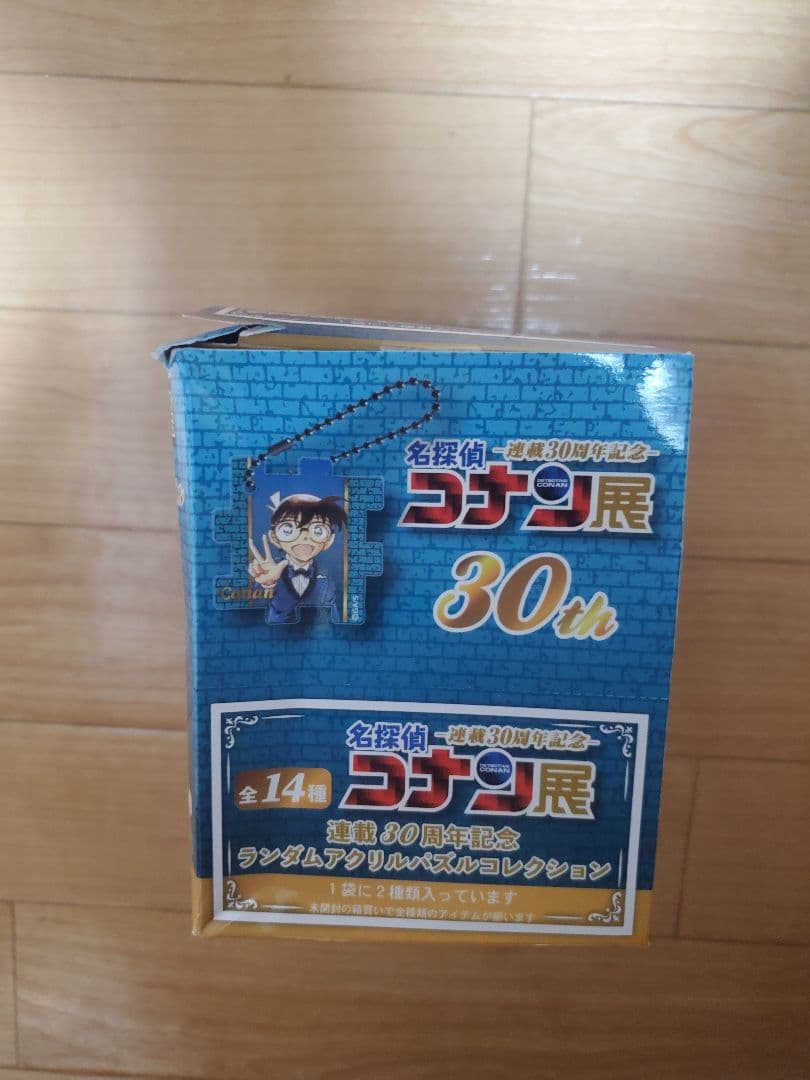 名探偵 -連載30周年記念-
DETECTIVE CONAN
コナン展
30th
Conan
©GA/S
名探偵 -連載30周年記念-
DETECTIVE CONAN
全14種 コナン展
連載30周年記念
ランダムアクリルパズルコレクション
1袋に2種類入っています
未開封の箱買いで全種類のアイテムが揃います